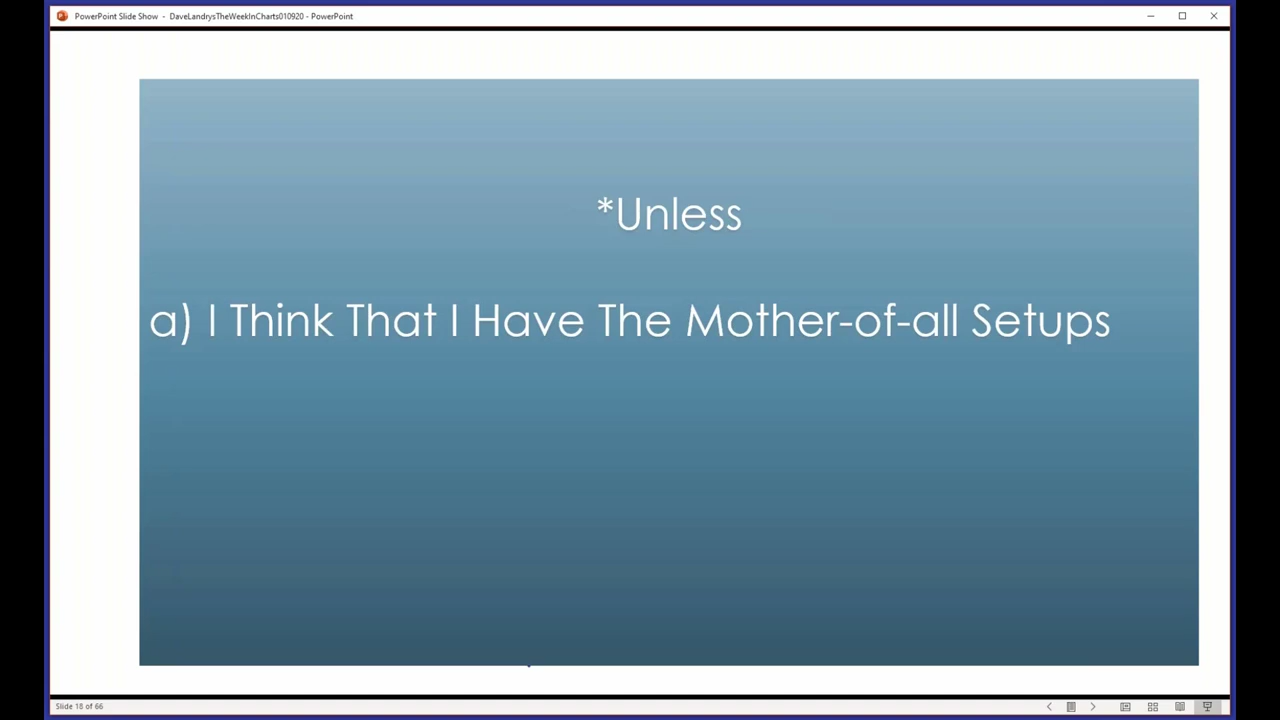 PowerPoint Slide Show - DaveLandrysTheWeekInCharts010920 - PowerPoint
*Unless
a) I Think That I Have The Mother-of-all Setups
Slide 18 of 66